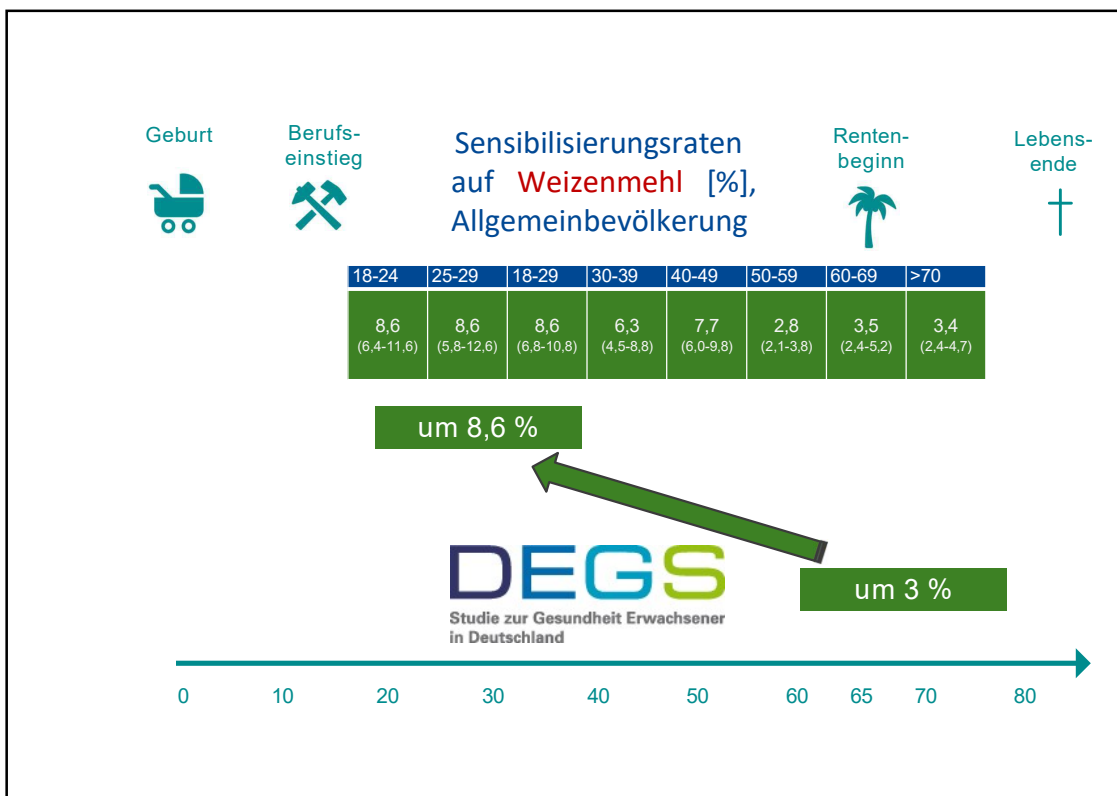 Geburt
Berufs-
einstieg
Sensibilisierungsraten
auf Weizenmehl [%],
Allgemeinbevölkerung
Renten-
beginn
Lebens-
ende
18-24 25-29 18-29 30-39 40-49 50-59 60-69 >70
8,6 8,6 8,6 6,3 7,7 2,8 3,5 3,4
(6,4-11,6) (5,8-12,6) (6,8-10,8) (4,5-8,8) (6,0-9,8) (2,1-3,8) (2,4-5,2) (2,4-4,7)
um 8,6 %
DEGS
Studie zur Gesundheit Erwachsener
in Deutschland
um 3 %
0 10 20 30 40 50 60 65 70 80